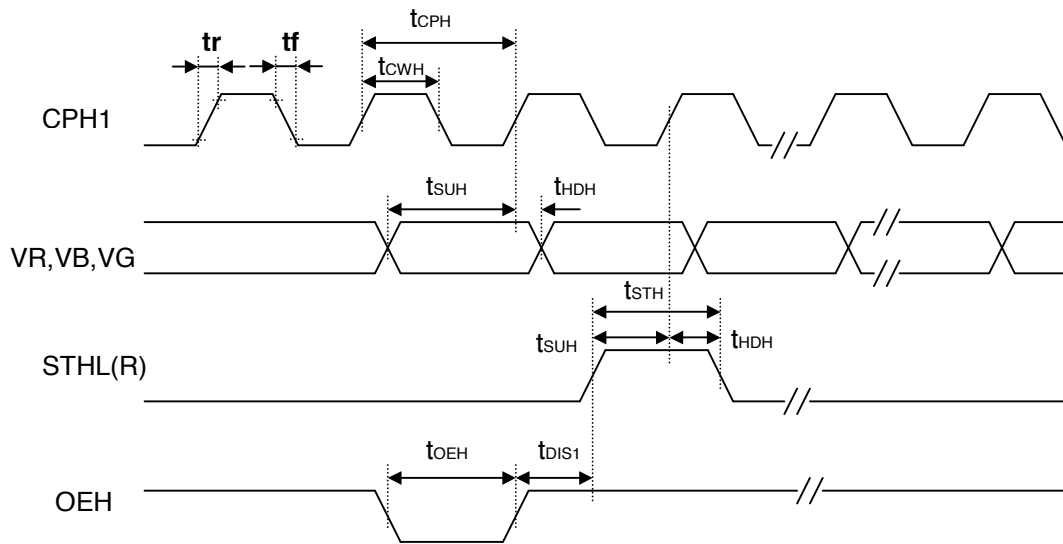 tCPH
tr
tf
tCWH
CPH1
tSUH
tHDH
VR,VB,VG
tSTH
tSUH
tHDH
STHL(R)
tOEH
tDIS1
OEH